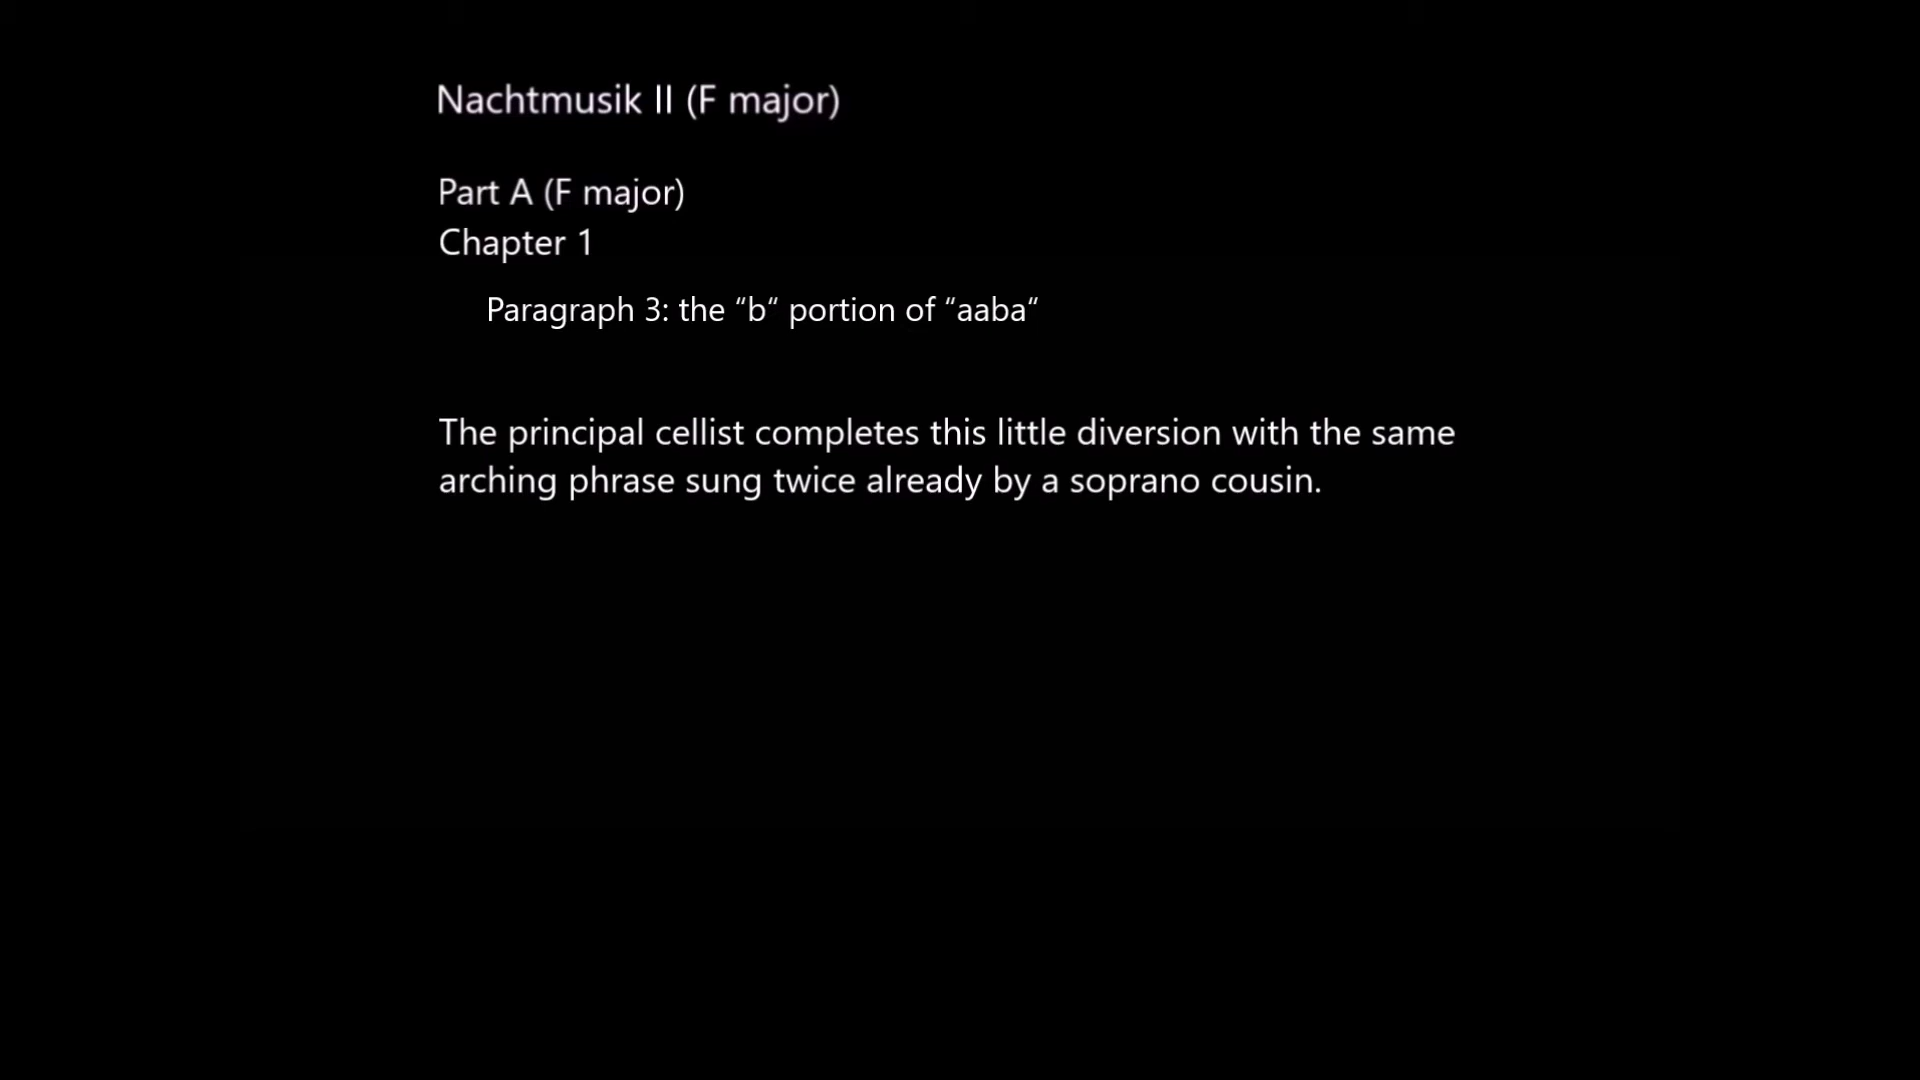 Nachtmusik II (F major)
Part A (F major)
Chapter 1
Paragraph 3: the “b“ portion of “aaba“
The principal cellist completes this little diversion with the same
arching phrase sung twice already by a soprano cousin.